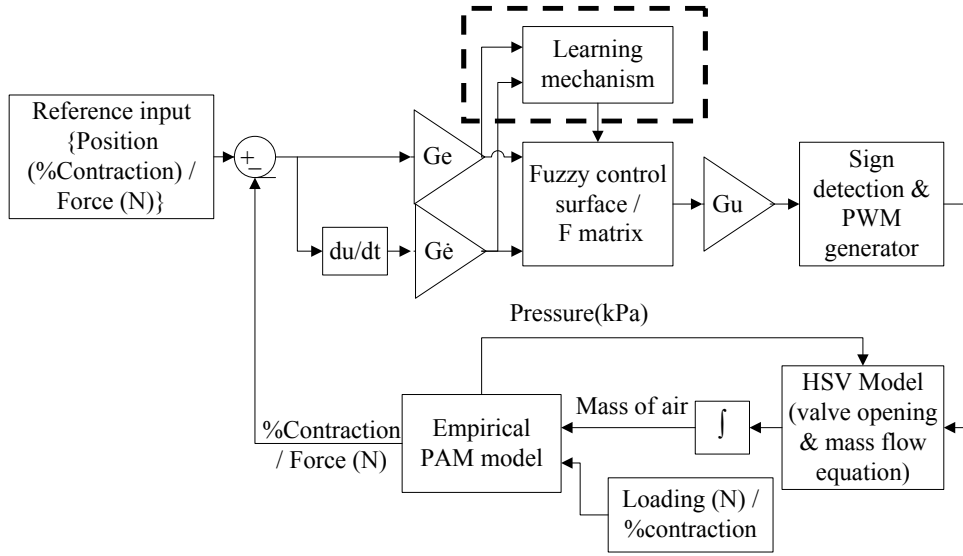 Learning
mechanism
Reference input
{Position
(%Contraction) /
Force (N)}
+
−
Ge
Fuzzy control
surface /
F matrix
Gu
Sign
detection &
PWM
generator
du/dt
Gė
Pressure(kPa)
HSV Model
(valve opening
& mass flow
equation)
Mass of air
∫
Empirical
PAM model
%Contraction
/ Force (N)
Loading (N) /
%contraction